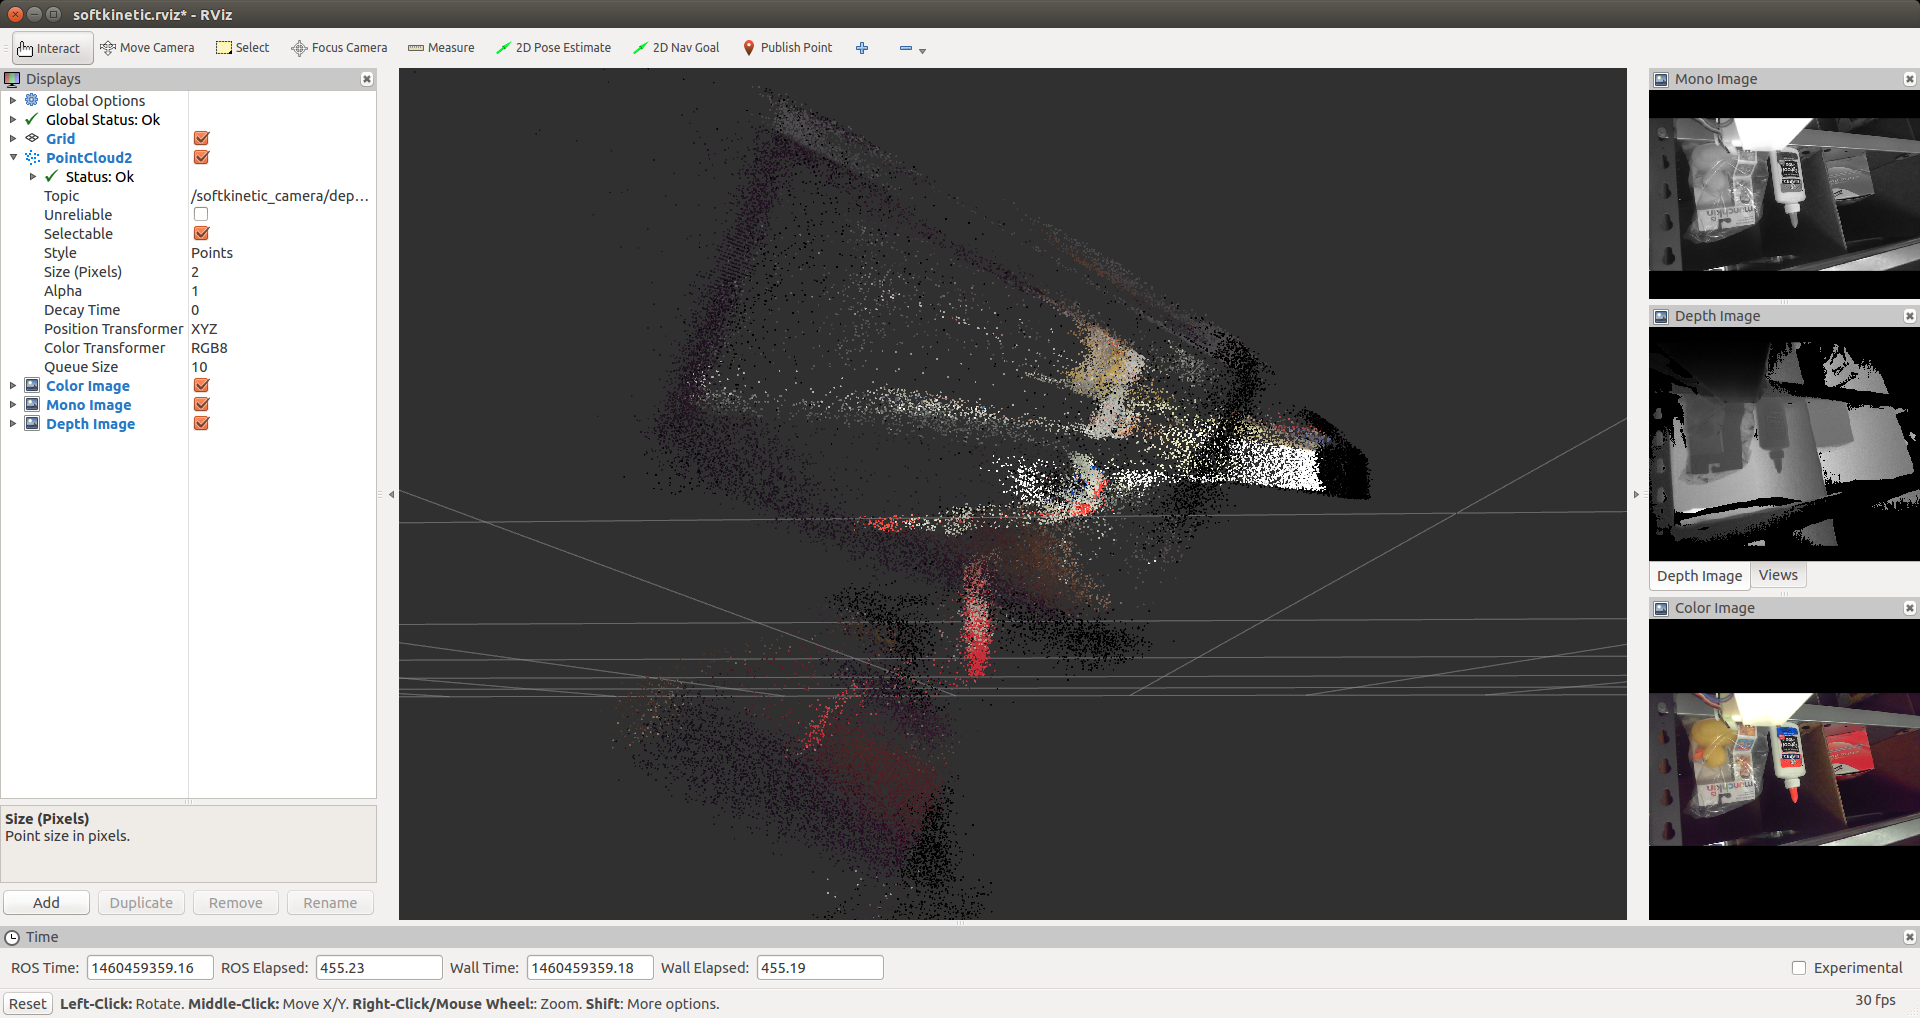 softkinetic.rviz* - RViz
Interact
Move Camera
Select
Focus Camera
Measure
2D Pose Estimate
2D Nav Goal
Publish Point
Displays
Global Options
Global Status: Ok
Grid
PointCloud2
Status: Ok
Topic /softkinetic_camera/dep...
Unreliable
Selectable
Style Points
Size (Pixels) 2
Alpha 1
Decay Time 0
Position Transformer XYZ
Color Transformer RGB8
Queue Size 10
Color Image
Mono Image
Depth Image
Size (Pixels)
Point size in pixels.
Add Duplicate Remove Rename
Mono Image
munchkin
Depth Image
Depth Image Views
Color Image
munchkin
Time
ROS Time: 1460459359.16 ROS Elapsed: 455.23 Wall Time: 1460459359.18 Wall Elapsed: 455.19 Experimental
Reset Left-Click: Rotate. Middle-Click: Move X/Y. Right-Click/Mouse Wheel:: Zoom. Shift: More options. 30 fps